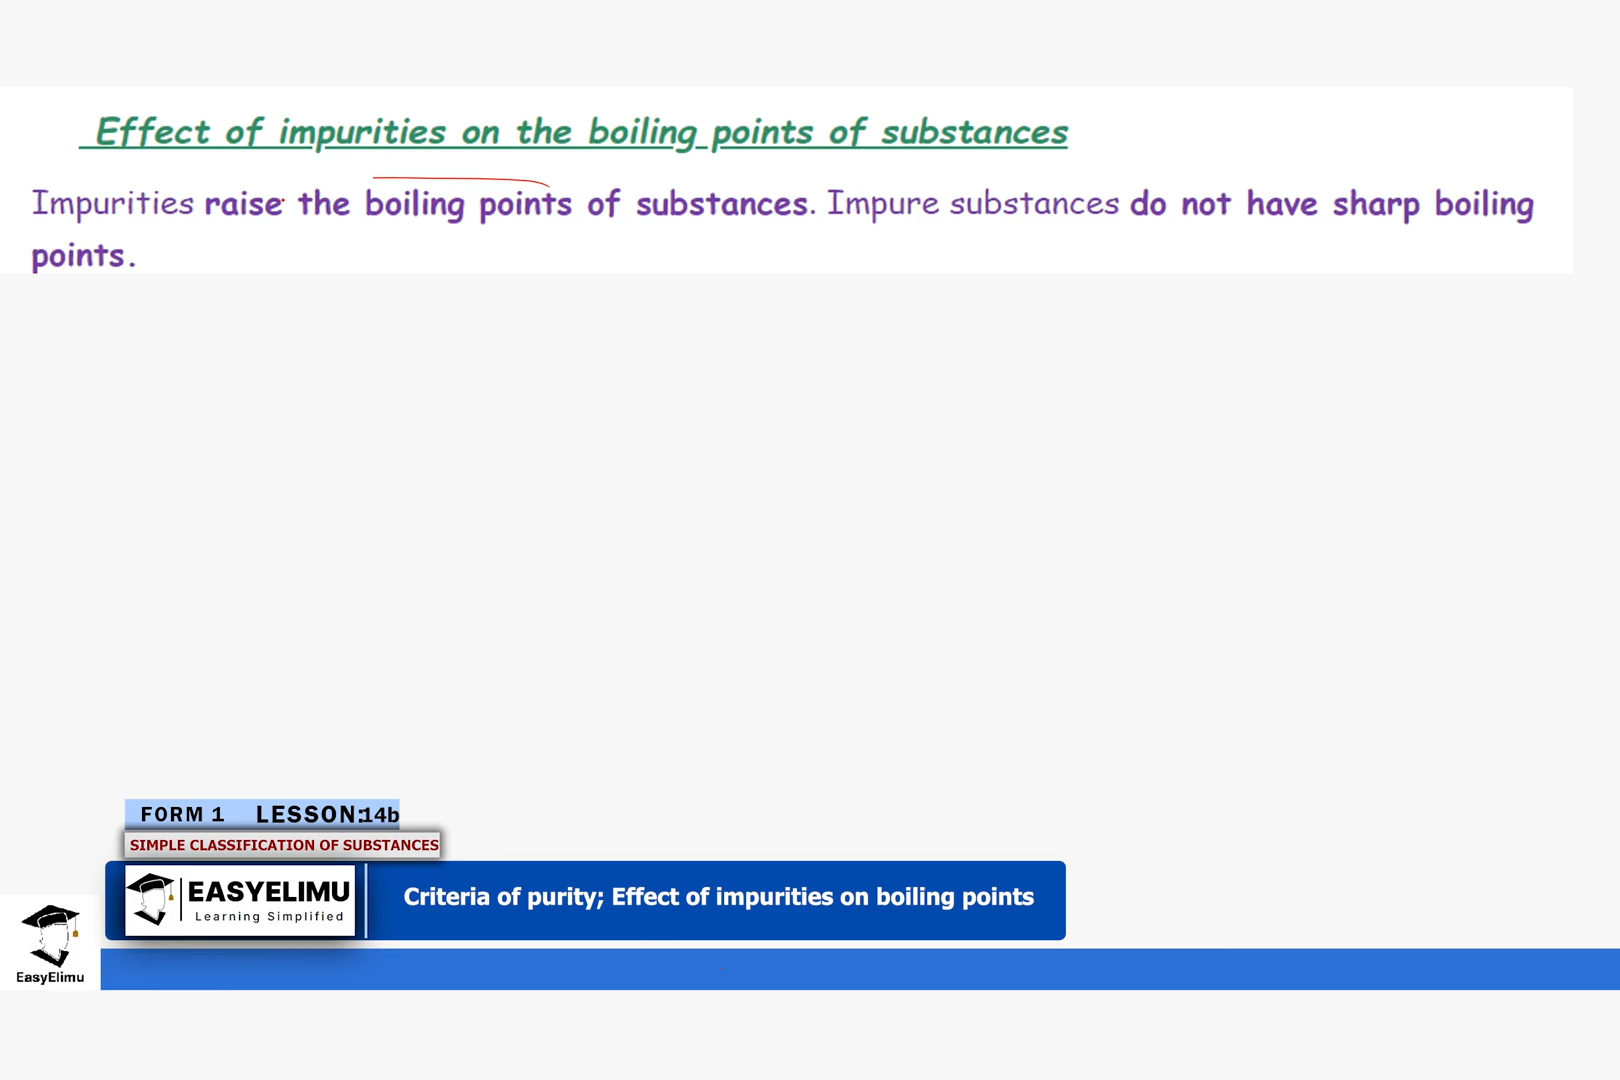 Effect of impurities on the boiling points of substances
Impurities raise the boiling points of substances. Impure substances do not have sharp boiling
points.
FORM 1 LESSON:14b
SIMPLE CLASSIFICATION OF SUBSTANCES
EASYELIMU
Learning Simplified
Criteria of purity; Effect of impurities on boiling points
EasyElimu